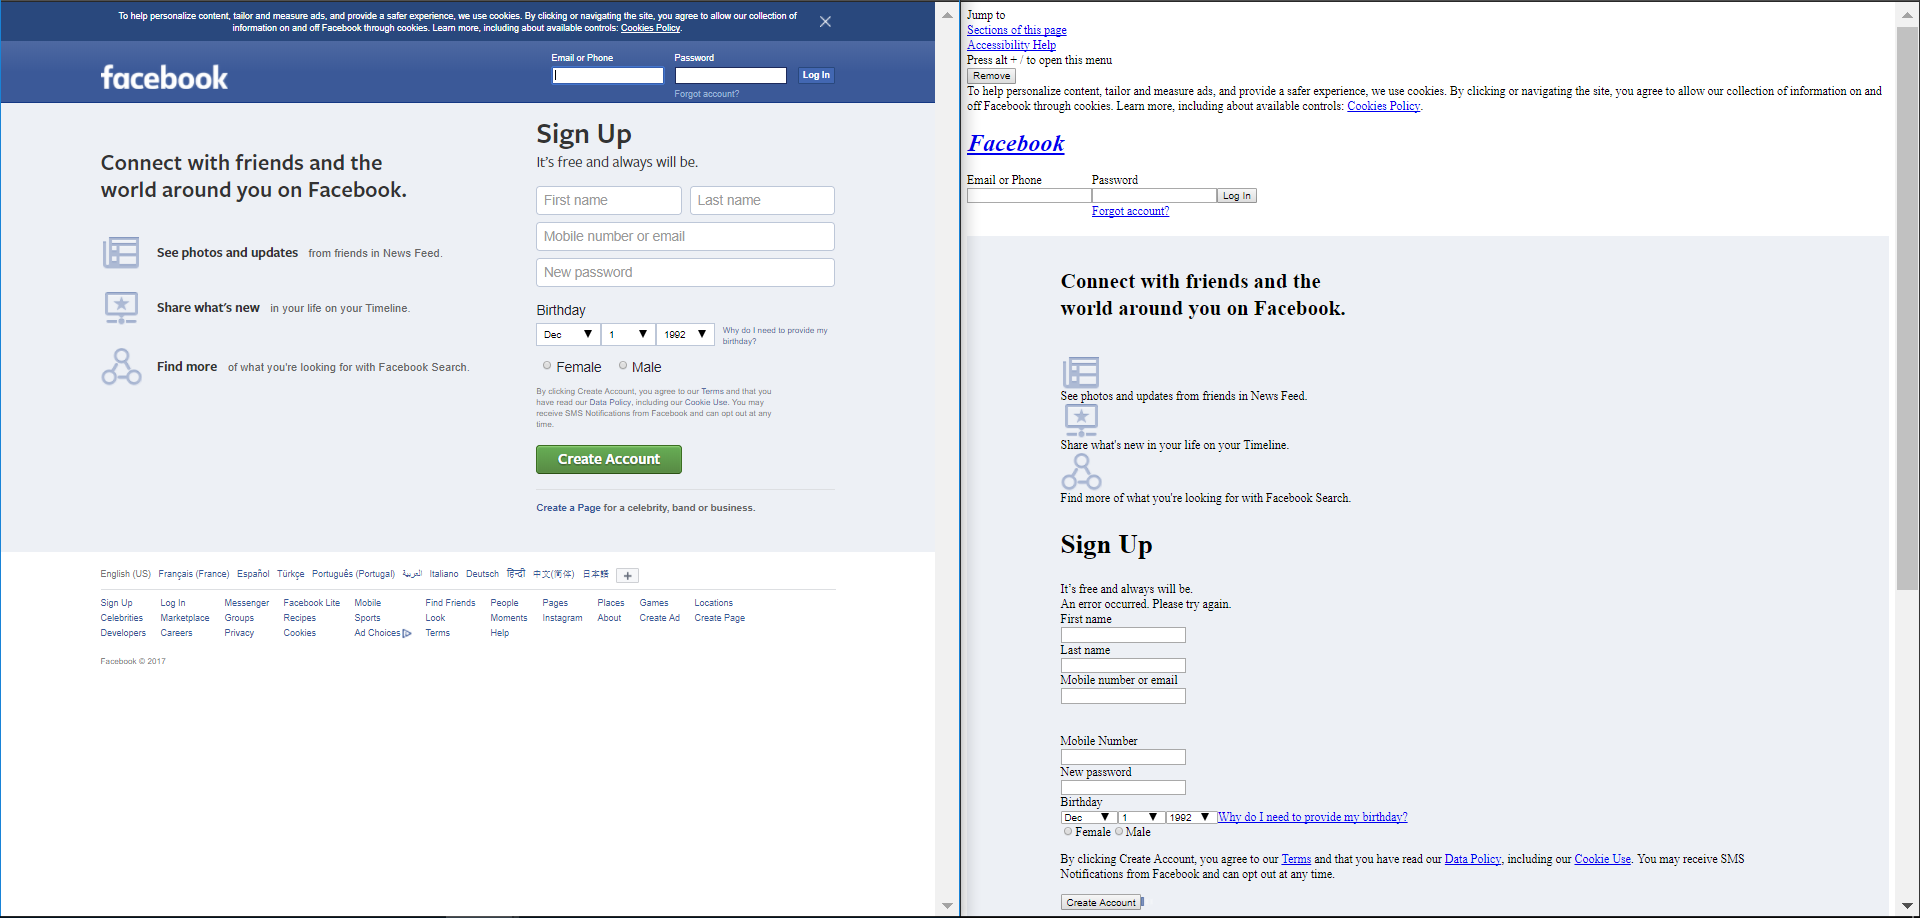 To help personalize content, tailor and measure ads, and provide a safer experience, we use cookies. By clicking or navigating the site, you agree to allow our collection of
information on and off Facebook through cookies. Learn more, including about available controls: Cookies Policy.
facebook
Email or Phone
Password
Log In
Forgot account?
Connect with friends and the
world around you on Facebook.
See photos and updates from friends in News Feed.
Share what's new in your life on your Timeline.
Find more of what you're looking for with Facebook Search.
Sign Up
It's free and always will be.
First name
Last name
Mobile number or email
New password
Birthday
Dec
1
1992
Why do I need to provide my
birthday?
Female
Male
By clicking Create Account, you agree to our Terms and that you
have read our Data Policy, including our Cookie Use. You may
receive SMS Notifications from Facebook and can opt out at any
time.
Create Account
Create a Page for a celebrity, band or business.
English (US) Français (France) Español Türkçe Português (Portugal) العربية Italiano Deutsch हिन्दी 中文(简体) 日本語 +
Sign Up Log In Messenger Facebook Lite Mobile Find Friends People Pages Places Games Locations
Celebrities Marketplace Groups Recipes Sports Look Moments Instagram About Create Ad Create Page
Developers Careers Privacy Cookies Ad Choices Terms Help
Facebook © 2017
Jump to
Sections of this page
Accessibility Help
Press alt + / to open this menu
Remove
To help personalize content, tailor and measure ads, and provide a safer experience, we use cookies. By clicking or navigating the site, you agree to allow our collection of information on and
off Facebook through cookies. Learn more, including about available controls: Cookies Policy.
Facebook
Email or Phone
Password
Log In
Forgot account?
Connect with friends and the
world around you on Facebook.
See photos and updates from friends in News Feed.
Share what's new in your life on your Timeline.
Find more of what you're looking for with Facebook Search.
Sign Up
It's free and always will be.
An error occurred. Please try again.
First name
Last name
Mobile number or email
Mobile Number
New password
Birthday
Dec 1 1992 Why do I need to provide my birthday?
Female Male
By clicking Create Account, you agree to our Terms and that you have read our Data Policy, including our Cookie Use. You may receive SMS
Notifications from Facebook and can opt out at any time.
Create Account